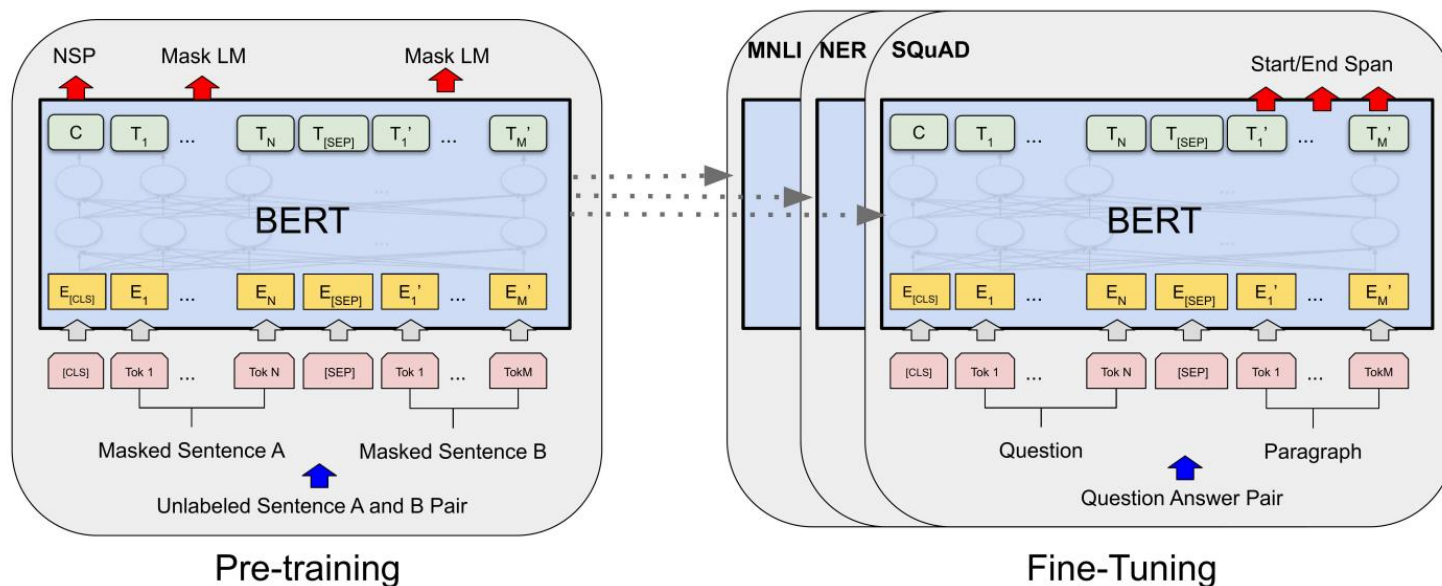 NSP Mask LM Mask LM
C T1 ... TN T[SEP] T1' ... TM'
...
BERT
...
E[CLS] E1 ... EN E[SEP] E1' ... EM'
[CLS] Tok 1 ... Tok N [SEP] Tok 1 ... TokM
Masked Sentence A Masked Sentence B
Unlabeled Sentence A and B Pair
Pre-training
MNLI NER SQuAD
Start/End Span
C T1 ... TN T[SEP] T1' ... TM'
...
BERT
...
E[CLS] E1 ... EN E[SEP] E1' ... EM'
[CLS] Tok 1 ... Tok N [SEP] Tok 1 ... TokM
Question Paragraph
Question Answer Pair
Fine-Tuning